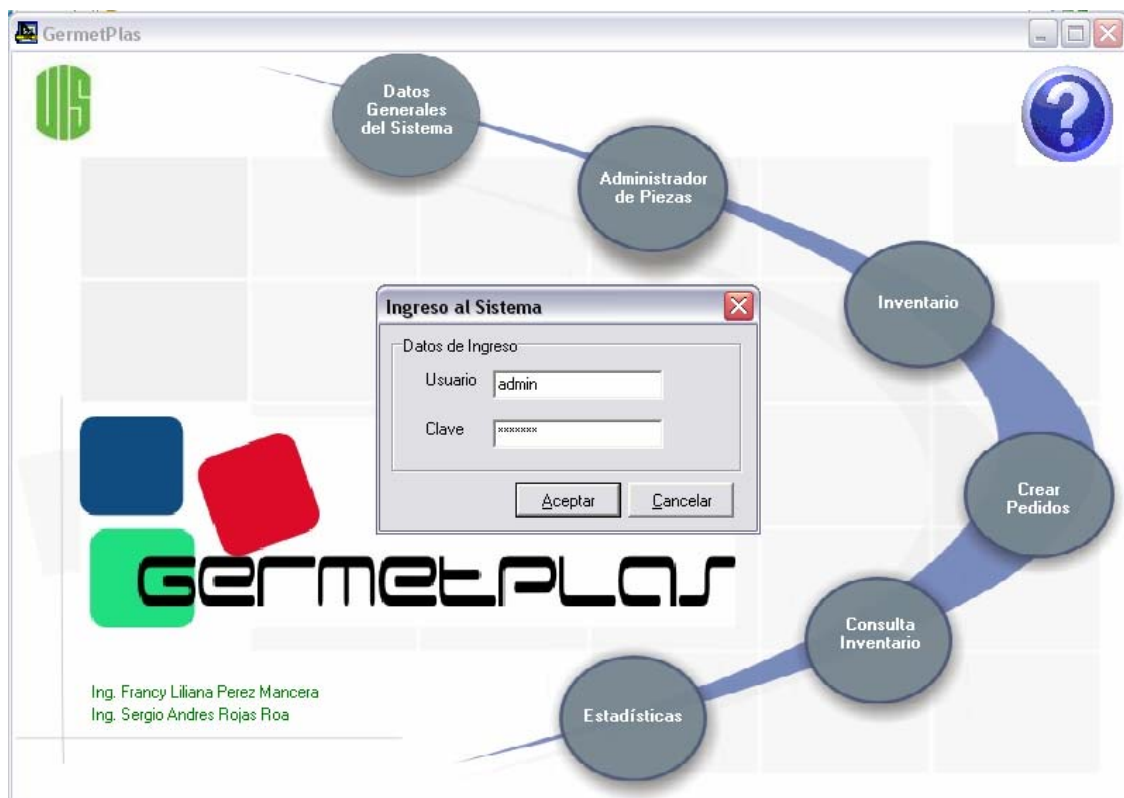 GermetPlas
UIS
Datos
Generales
del Sistema
?
Administrador
de Piezas
Inventario
Ingreso al Sistema
Datos de Ingreso
Usuario admin
Clave *******
Aceptar Cancelar
Crear
Pedidos
GermetPlas
Consulta
Inventario
Ing. Francy Liliana Perez Mancera
Ing. Sergio Andres Rojas Roa
Estadísticas